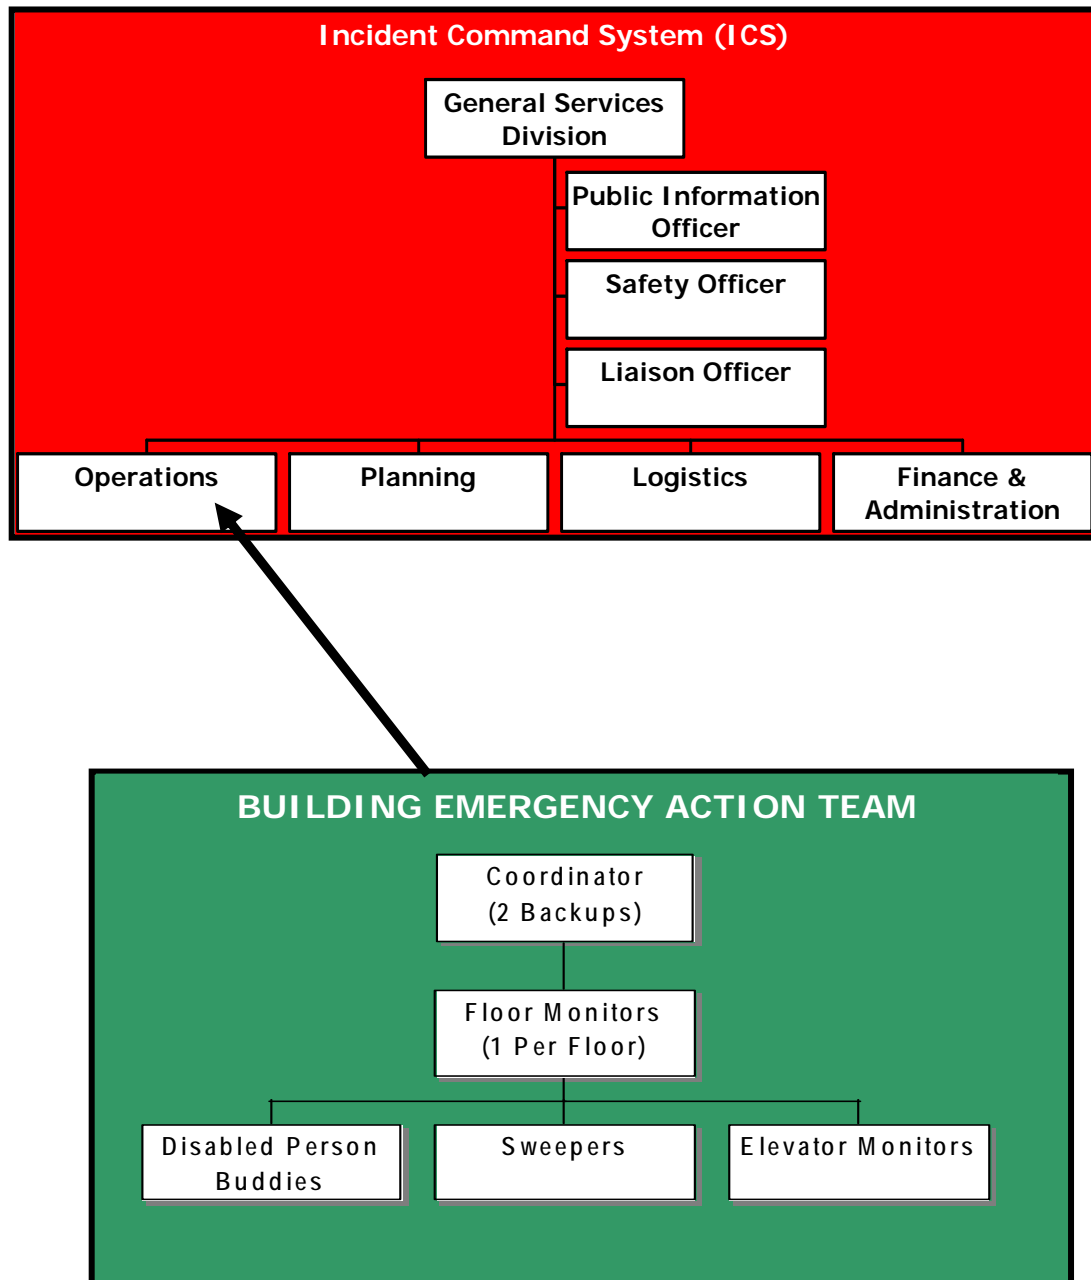 Incident Command System (ICS)
General Services
Division
Public Information
Officer
Safety Officer
Liaison Officer
Operations
Planning
Logistics
Finance &
Administration
BUILDING EMERGENCY ACTION TEAM
Coordinator
(2 Backups)
Floor Monitors
(1 Per Floor)
Disabled Person
Buddies
Sweepers
Elevator Monitors